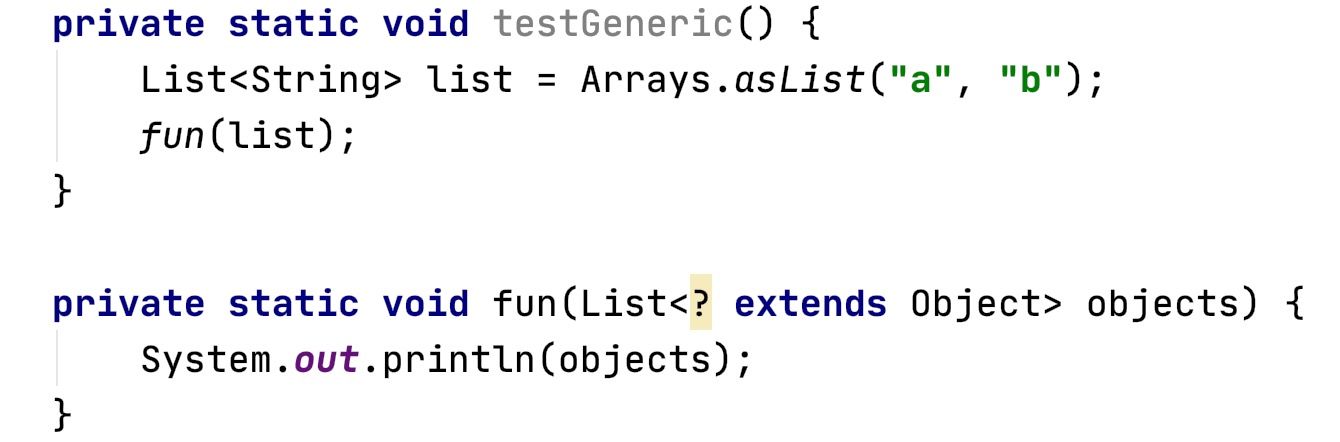 private static void testGeneric() {
    List<String> list = Arrays.asList("a", "b");
    fun(list);
}
private static void fun(List<? extends Object> objects) {
    System.out.println(objects);
}